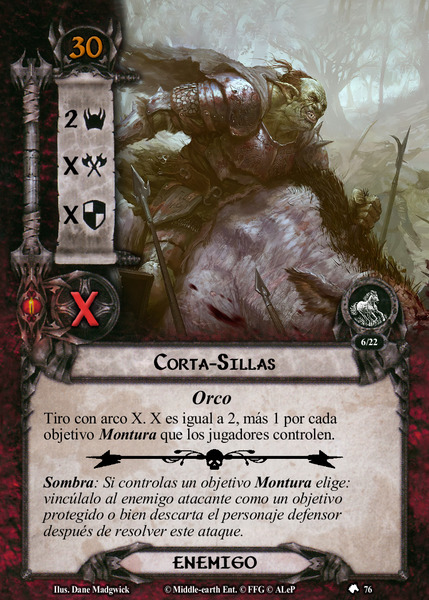 30
2
X
X
X
6/22
CORTA-SILLAS
Orco
Tiro con arco X. X es igual a 2, más 1 por cada
objetivo Montura que los jugadores controlen.
Sombra: Si controlas un objetivo Montura elige:
vincúlalo al enemigo atacante como un objetivo
protegido o bien descarta el personaje defensor
después de resolver este ataque.
ENEMIGO
Ilus. Dane Madgwick © Middle-earth Ent. © FFG © ALeP 76